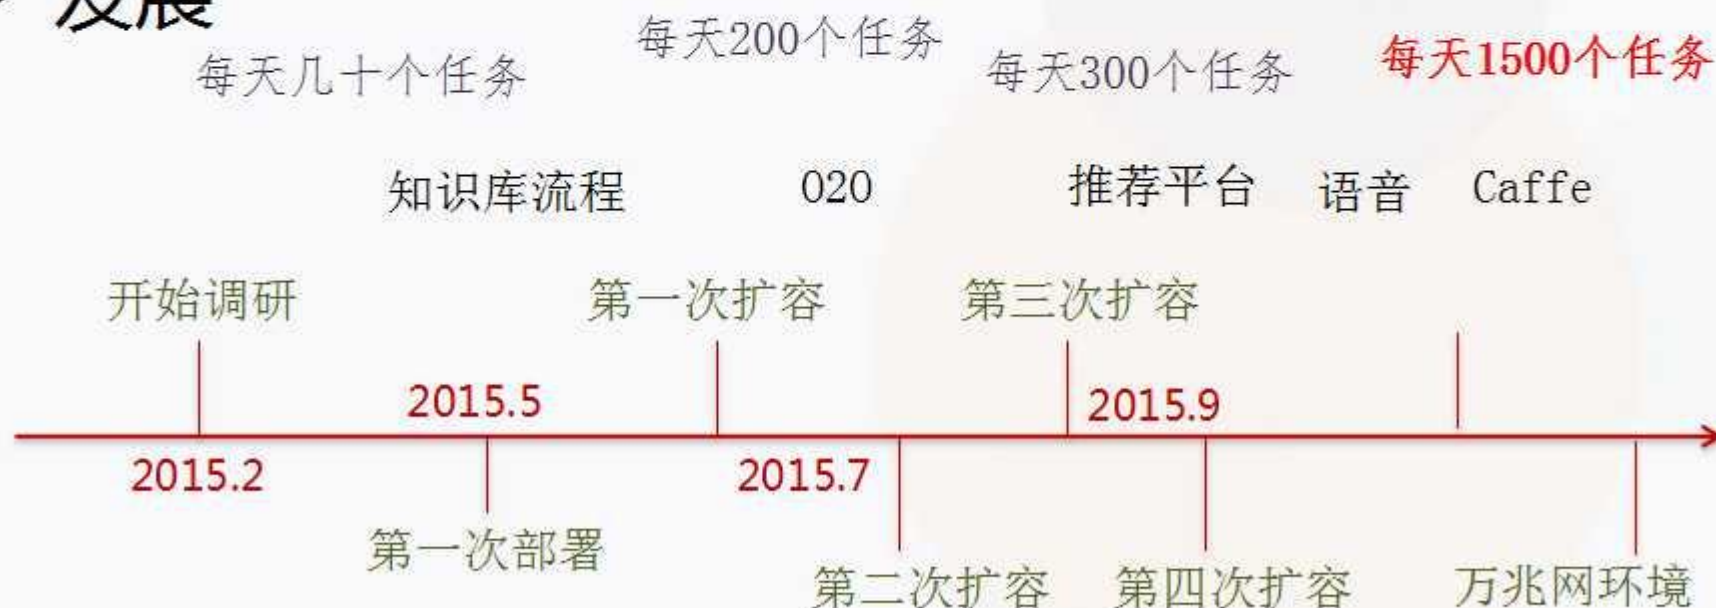 发展
每天几十个任务
每天200个任务
每天300个任务
每天1500个任务
知识库流程
O2O
推荐平台
语音
Caffe
开始调研
第一次扩容
第三次扩容
2015.5
2015.9
2015.2
2015.7
第一次部署
第二次扩容
第四次扩容
万兆网环境